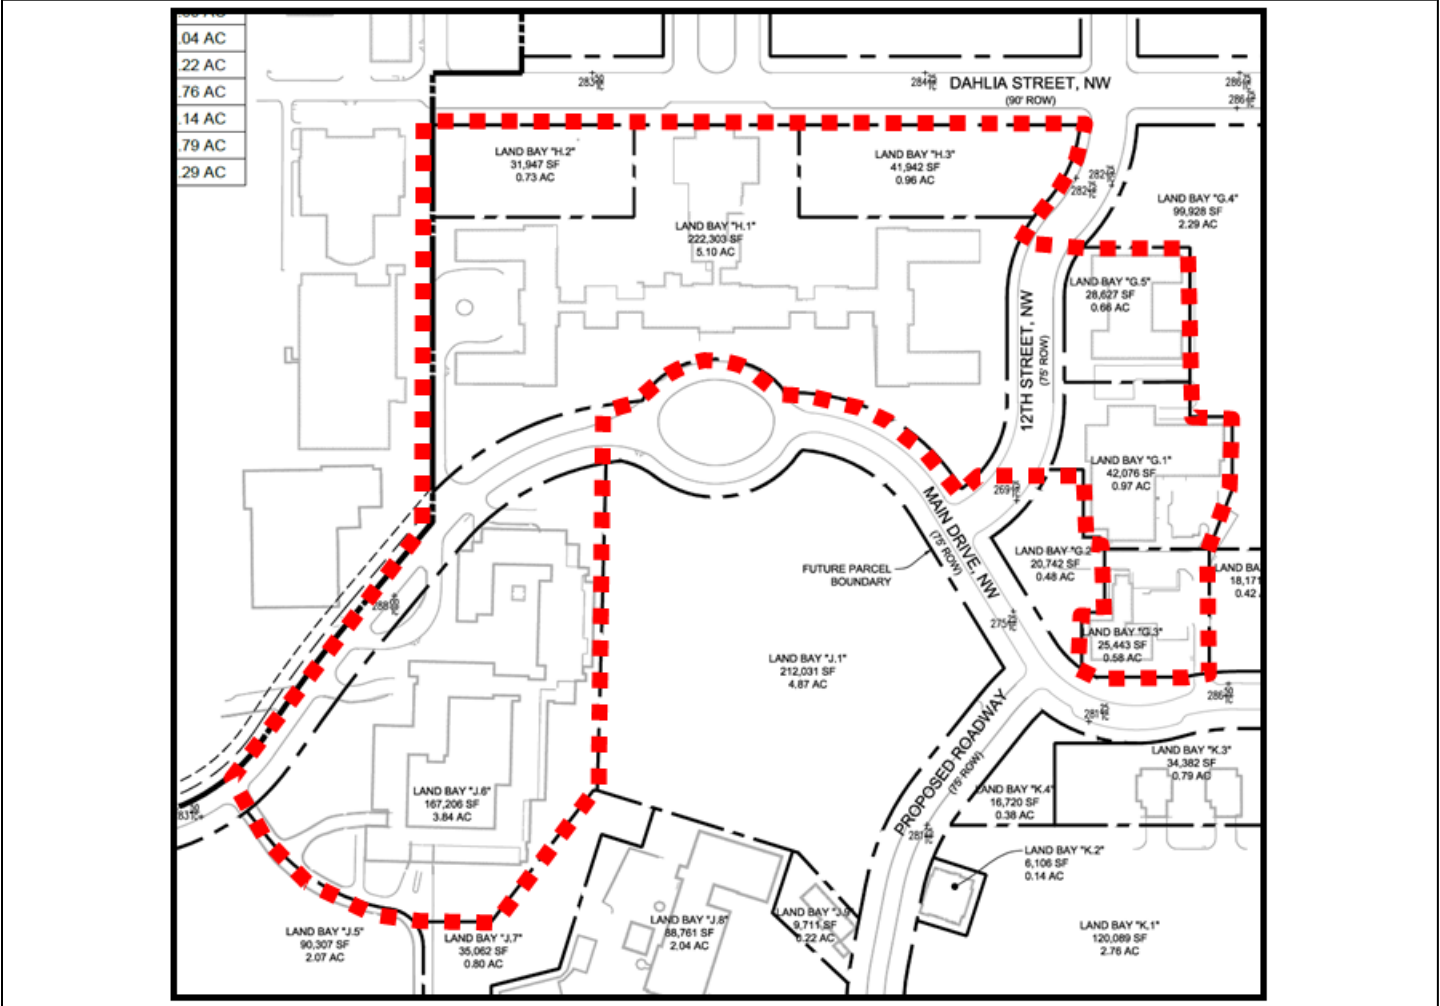 .04 AC
.22 AC
.76 AC
.14 AC
.79 AC
.29 AC
DAHLIA STREET, NW
(90' ROW)
LAND BAY "H.2"
31,947 SF
0.73 AC
LAND BAY "H.3"
41,942 SF
0.96 AC
LAND BAY "G.4"
99,928 SF
2.29 AC
LAND BAY "H.1"
222,303 SF
5.10 AC
LAND BAY "G.5"
28,627 SF
0.66 AC
12TH STREET, NW
(75' ROW)
LAND BAY "G.1"
42,076 SF
0.97 AC
MAIN DRIVE, NW
(75' ROW)
FUTURE PARCEL
BOUNDARY
LAND BAY "G.2
20,742 SF
0.48 AC
LAND BA
18,171
0.42
LAND BAY "G.3"
25,443 SF
0.58 AC
LAND BAY "J.1"
212,031 SF
4.87 AC
PROPOSED ROADWAY
(75' ROW)
LAND BAY "K.3"
34,382 SF
0.79 AC
LAND BAY "J.6"
167,206 SF
3.84 AC
LAND BAY "K.4"
16,720 SF
0.38 AC
LAND BAY "K.2"
6,106 SF
0.14 AC
LAND BAY "J.5"
90,307 SF
2.07 AC
LAND BAY "J.7"
35,062 SF
0.80 AC
LAND BAY "J.8"
88,761 SF
2.04 AC
LAND BAY "J.9"
9,711 SF
0.22 AC
LAND BAY "K.1"
120,089 SF
2.76 AC